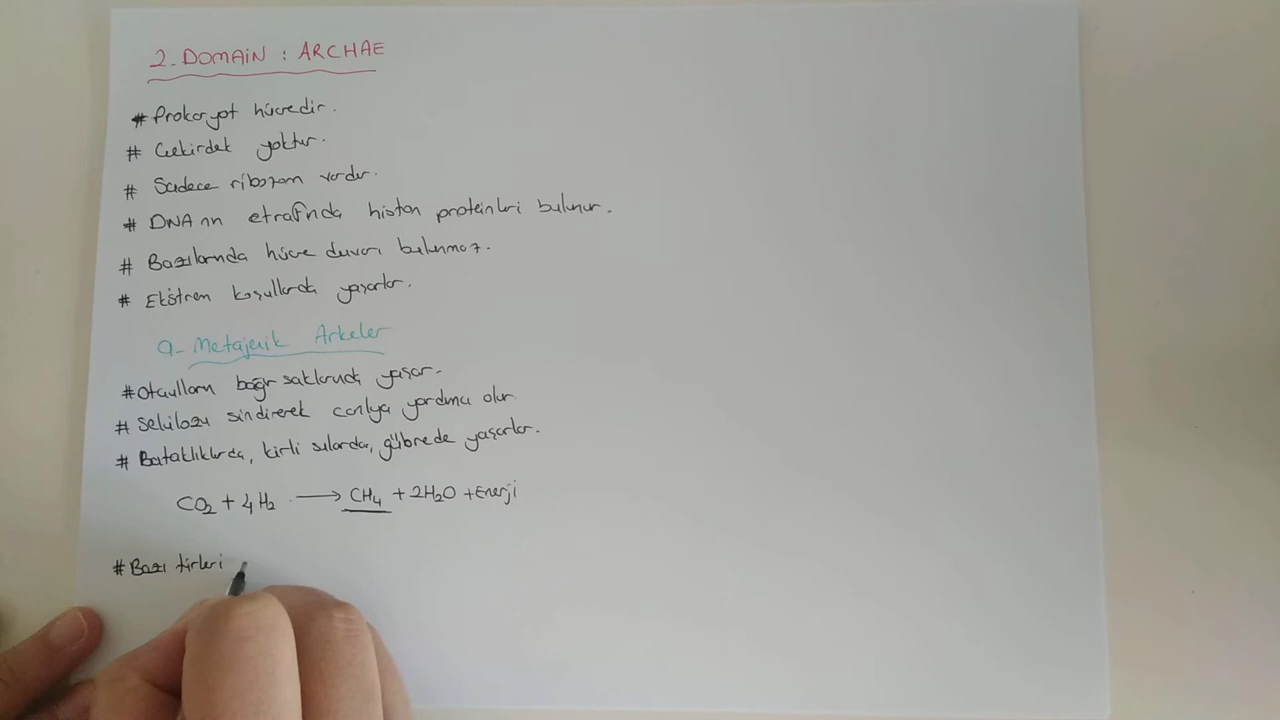 2. DOMAİN : ARCHAE
# Prokaryot hücredir.
# Çekirdek yoktur.
# Sadece ribozom vardır.
# DNA nın etrafında histon proteinleri bulunur.
# Bazılarında hücre duvarı bulunmaz.
# Ekstrem koşullarda yaşarlar.
a- Metajenik Arkeler
# Otçulların bağırsaklarında yaşar.
# Selülozu sindirerek canlıya yardımcı olur
# Bataklıklarda, kirli sularda, gübrede yaşarlar.
CO2 + 4H2 → CH4 + 2H2O + Enerji
# Bazı türleri